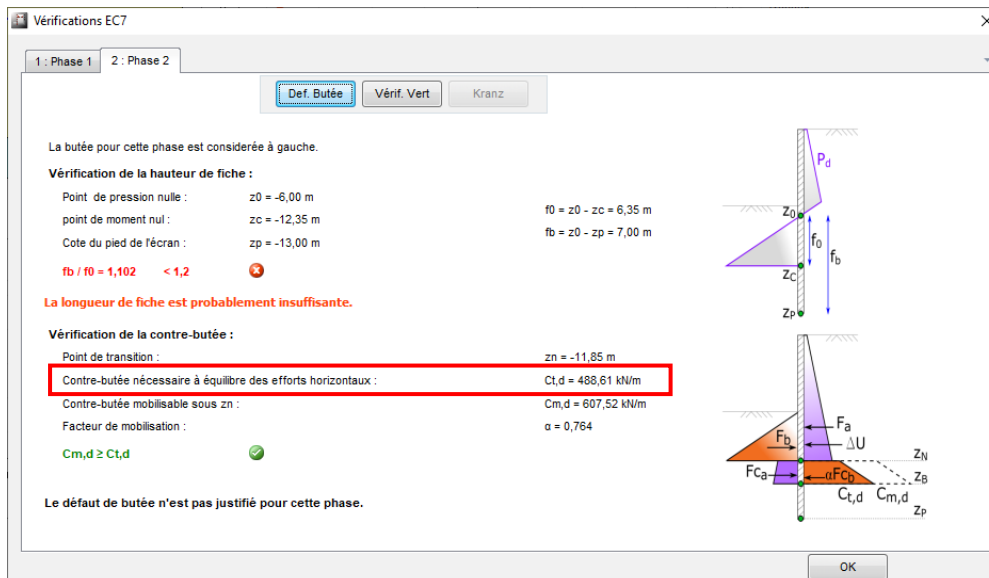 Vérifications EC7
1 : Phase 1 2 : Phase 2
Def. Butée Vérif. Vert Kranz
La butée pour cette phase est considérée à gauche.
Vérification de la hauteur de fiche :
Point de pression nulle : z0 = -6,00 m
point de moment nul : zc = -12,35 m f0 = z0 - zc = 6,35 m
Cote du pied de l'écran : zp = -13,00 m fb = z0 - zp = 7,00 m
fb / f0 = 1,102 < 1,2
La longueur de fiche est probablement insuffisante.
Vérification de la contre-butée :
Point de transition : zn = -11,85 m
Contre-butée nécessaire à équilibre des efforts horizontaux : Ct,d = 488,61 kN/m
Contre-butée mobilisable sous zn : Cm,d = 607,52 kN/m
Facteur de mobilisation : α = 0,764
Cm,d ≥ Ct,d
Le défaut de butée n'est pas justifié pour cette phase.
Pd
z0
f0
fb
zC
zP
Fa
Fb
ΔU
zN
Fca αFcb zB
Ct,d Cm,d
zP
OK